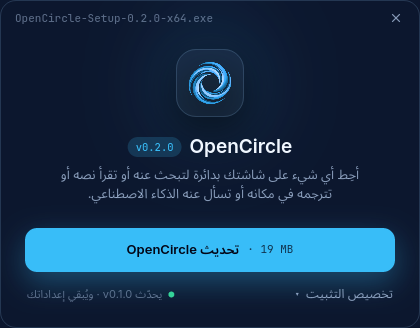 OpenCircle-Setup-0.2.0-x64.exe
OpenCircle v0.2.0
أحِط أي شيء على شاشتك بدائرة لتبحث عنه أو تقرأ نصه أو
تترجمه في مكانه أو تسأل عنه الذكاء الاصطناعي.
تحديث OpenCircle · 19 MB
تخصيص التثبيت
يحدّث v0.1.0 · ويُبقي إعداداتك